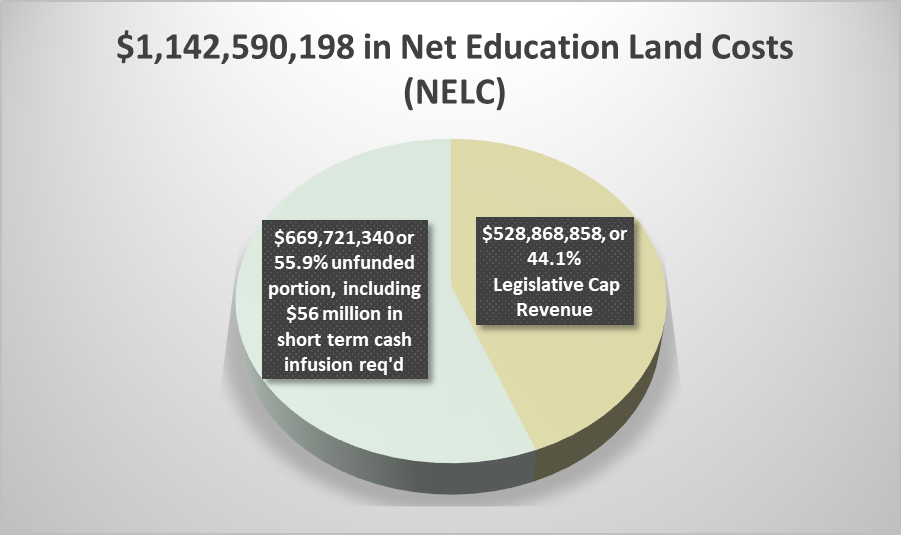 $1,142,590,198 in Net Education Land Costs
(NELC)
$669,721,340 or
55.9% unfunded
portion, including
$56 million in
short term cash
infusion req'd
$528,868,858, or
44.1%
Legislative Cap
Revenue